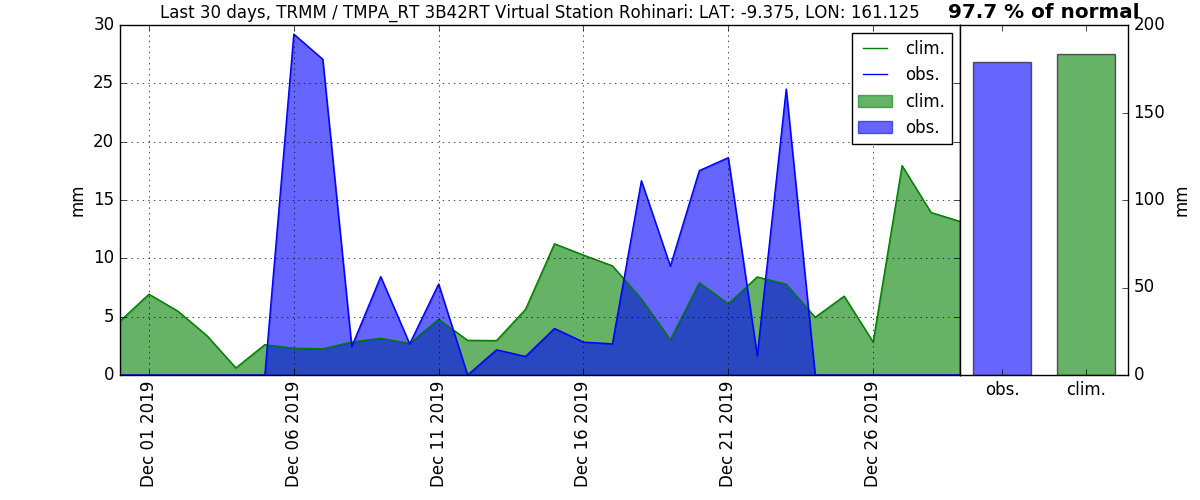 Last 30 days, TRMM / TMPA_RT 3B42RT Virtual Station Rohinari: LAT: -9.375, LON: 161.125
97.7 % of normal
30
25
20
15
10
5
0
mm
clim.
obs.
clim.
obs.
200
150
100
50
0
mm
Dec 01 2019
Dec 06 2019
Dec 11 2019
Dec 16 2019
Dec 21 2019
Dec 26 2019
obs.
clim.